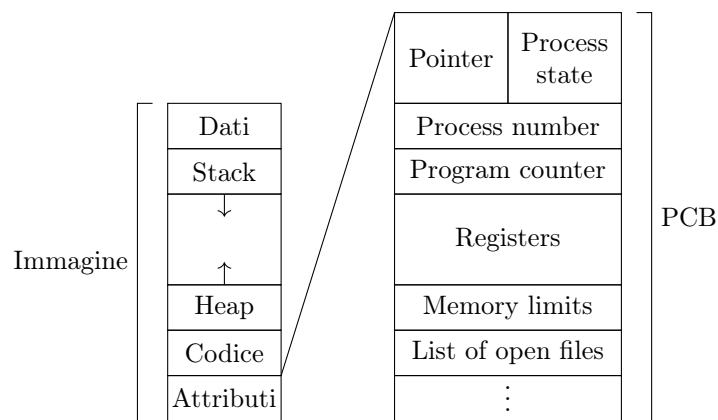 Immagine
Dati
Stack
Heap
Codice
Attributi
Pointer
Process
state
Process number
Program counter
Registers
Memory limits
List of open files
⋮
PCB